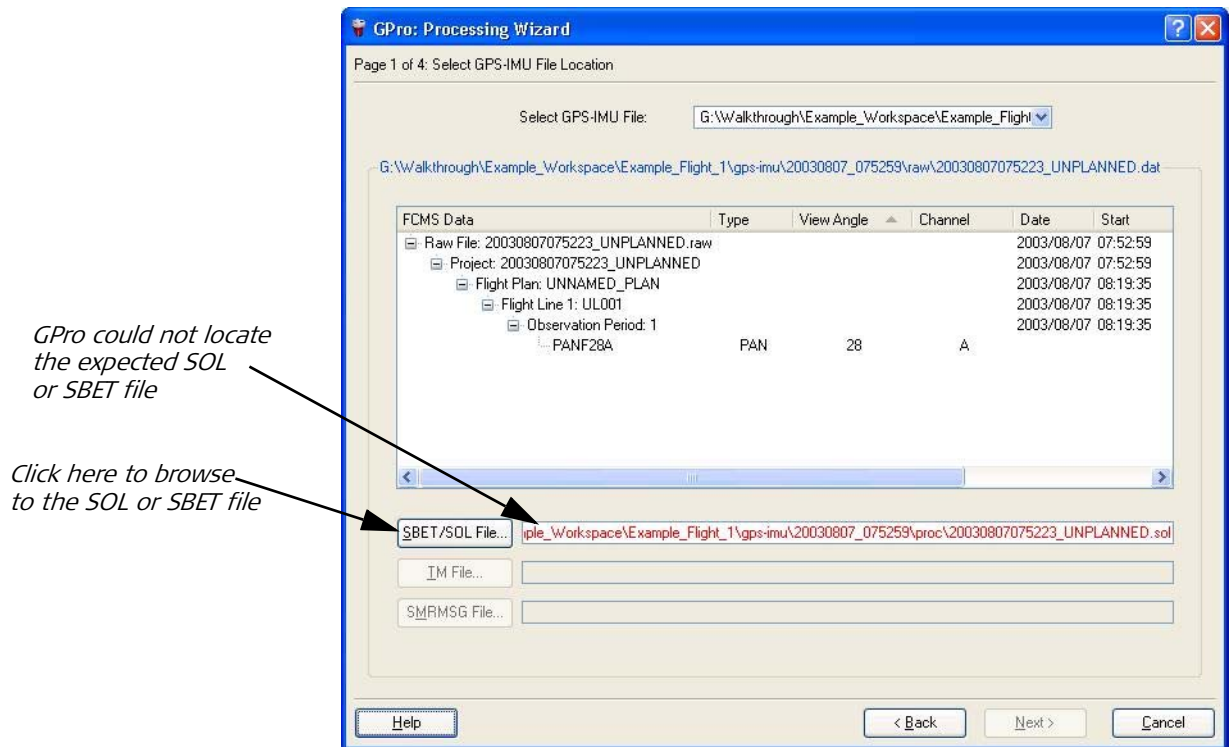 GPro: Processing Wizard
Page 1 of 4: Select GPS-IMU File Location
Select GPS-IMU File: G:\Walkthrough\Example_Workspace\Example_Flight
G:\Walkthrough\Example_Workspace\Example_Flight_1\gps-imu\20030807_075259\raw\20030807075223_UNPLANNED.dat
FCMS Data Type View Angle Channel Date Start
Raw File: 20030807075223_UNPLANNED.raw 2003/08/07 07:52:59
Project: 20030807075223_UNPLANNED 2003/08/07 07:52:59
Flight Plan: UNNAMED_PLAN 2003/08/07 08:19:35
Flight Line 1: UL001 2003/08/07 08:19:35
Observation Period: 1 2003/08/07 08:19:35
PANF28A PAN 28 A
GPro could not locate
the expected SOL
or SBET file
Click here to browse
to the SOL or SBET file
SBET/SOL File... ple_Workspace\Example_Flight_1\gps-imu\20030807_075259\proc\20030807075223_UNPLANNED.sol
TM File...
SMRMSG File...
Help < Back Next > Cancel